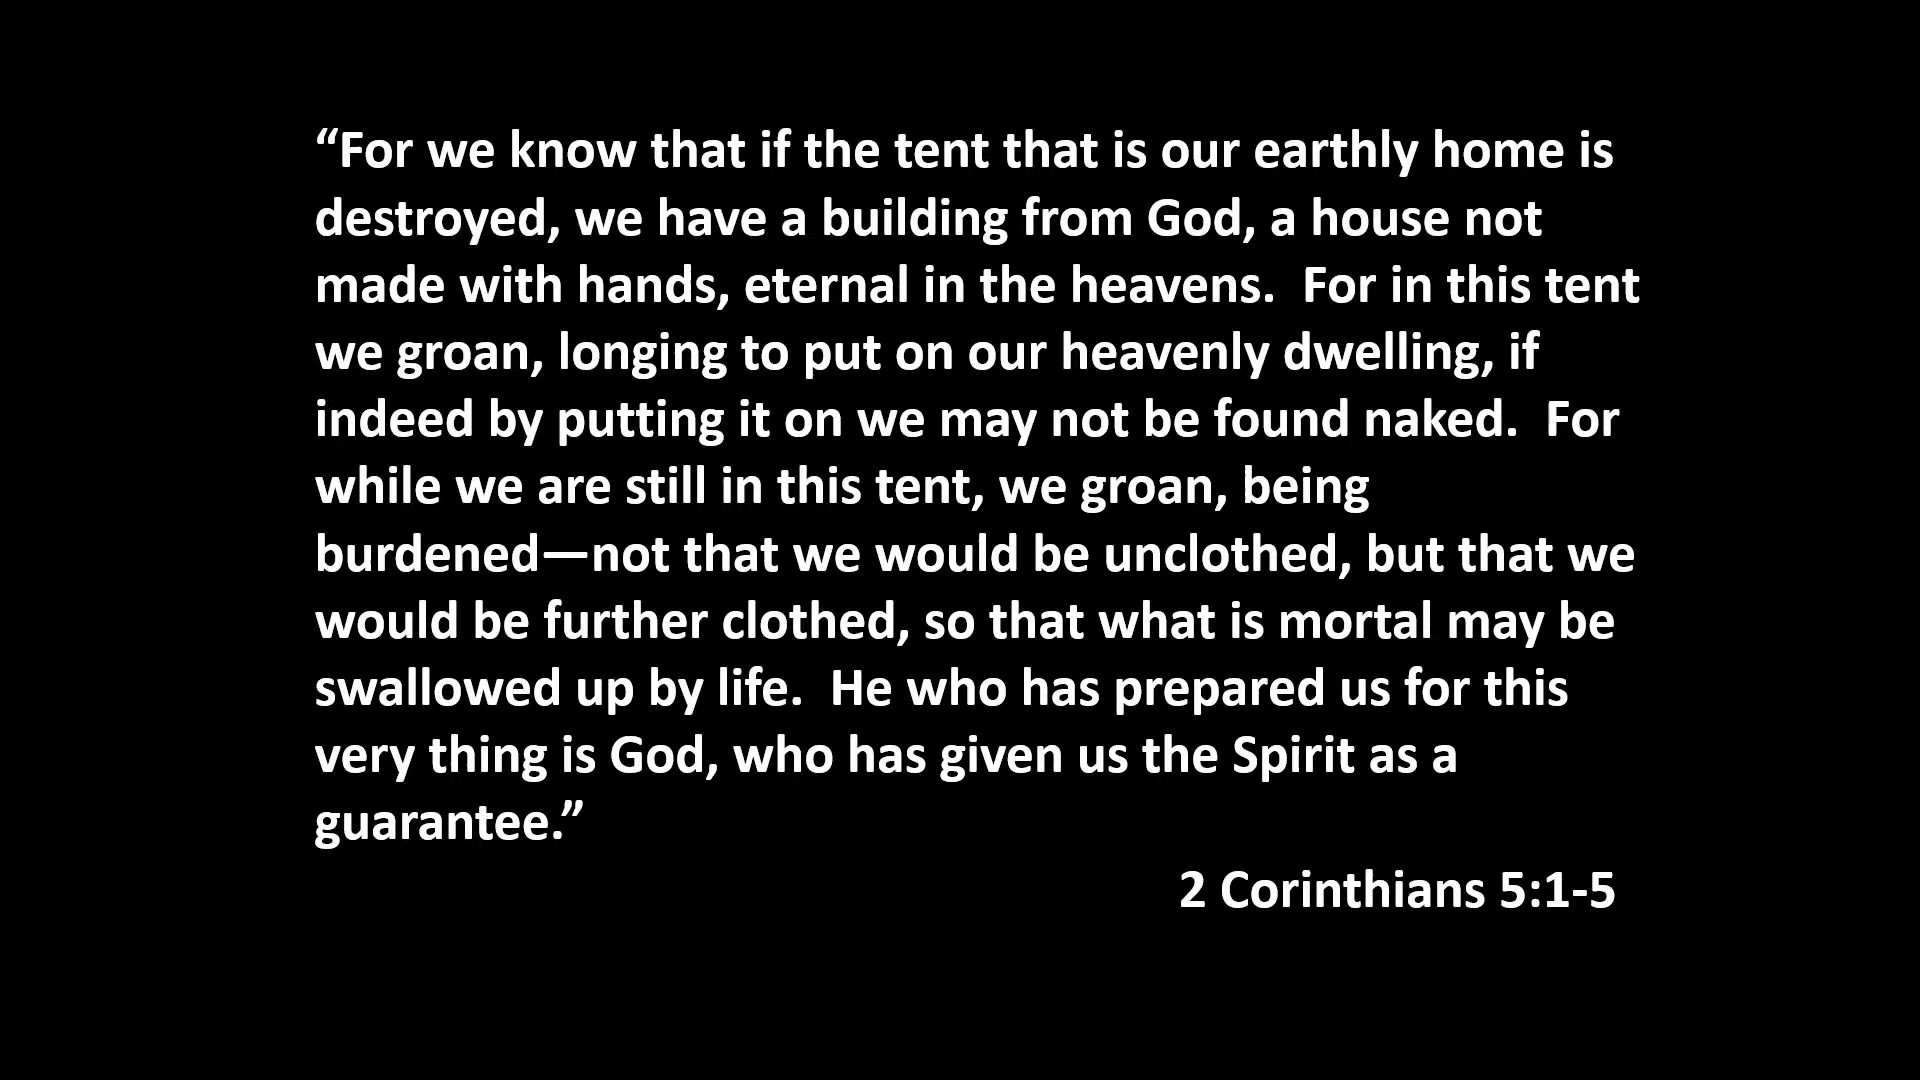 “For we know that if the tent that is our earthly home is
destroyed, we have a building from God, a house not
made with hands, eternal in the heavens.  For in this tent
we groan, longing to put on our heavenly dwelling, if
indeed by putting it on we may not be found naked.  For
while we are still in this tent, we groan, being
burdened—not that we would be unclothed, but that we
would be further clothed, so that what is mortal may be
swallowed up by life.  He who has prepared us for this
very thing is God, who has given us the Spirit as a
guarantee.”
2 Corinthians 5:1-5